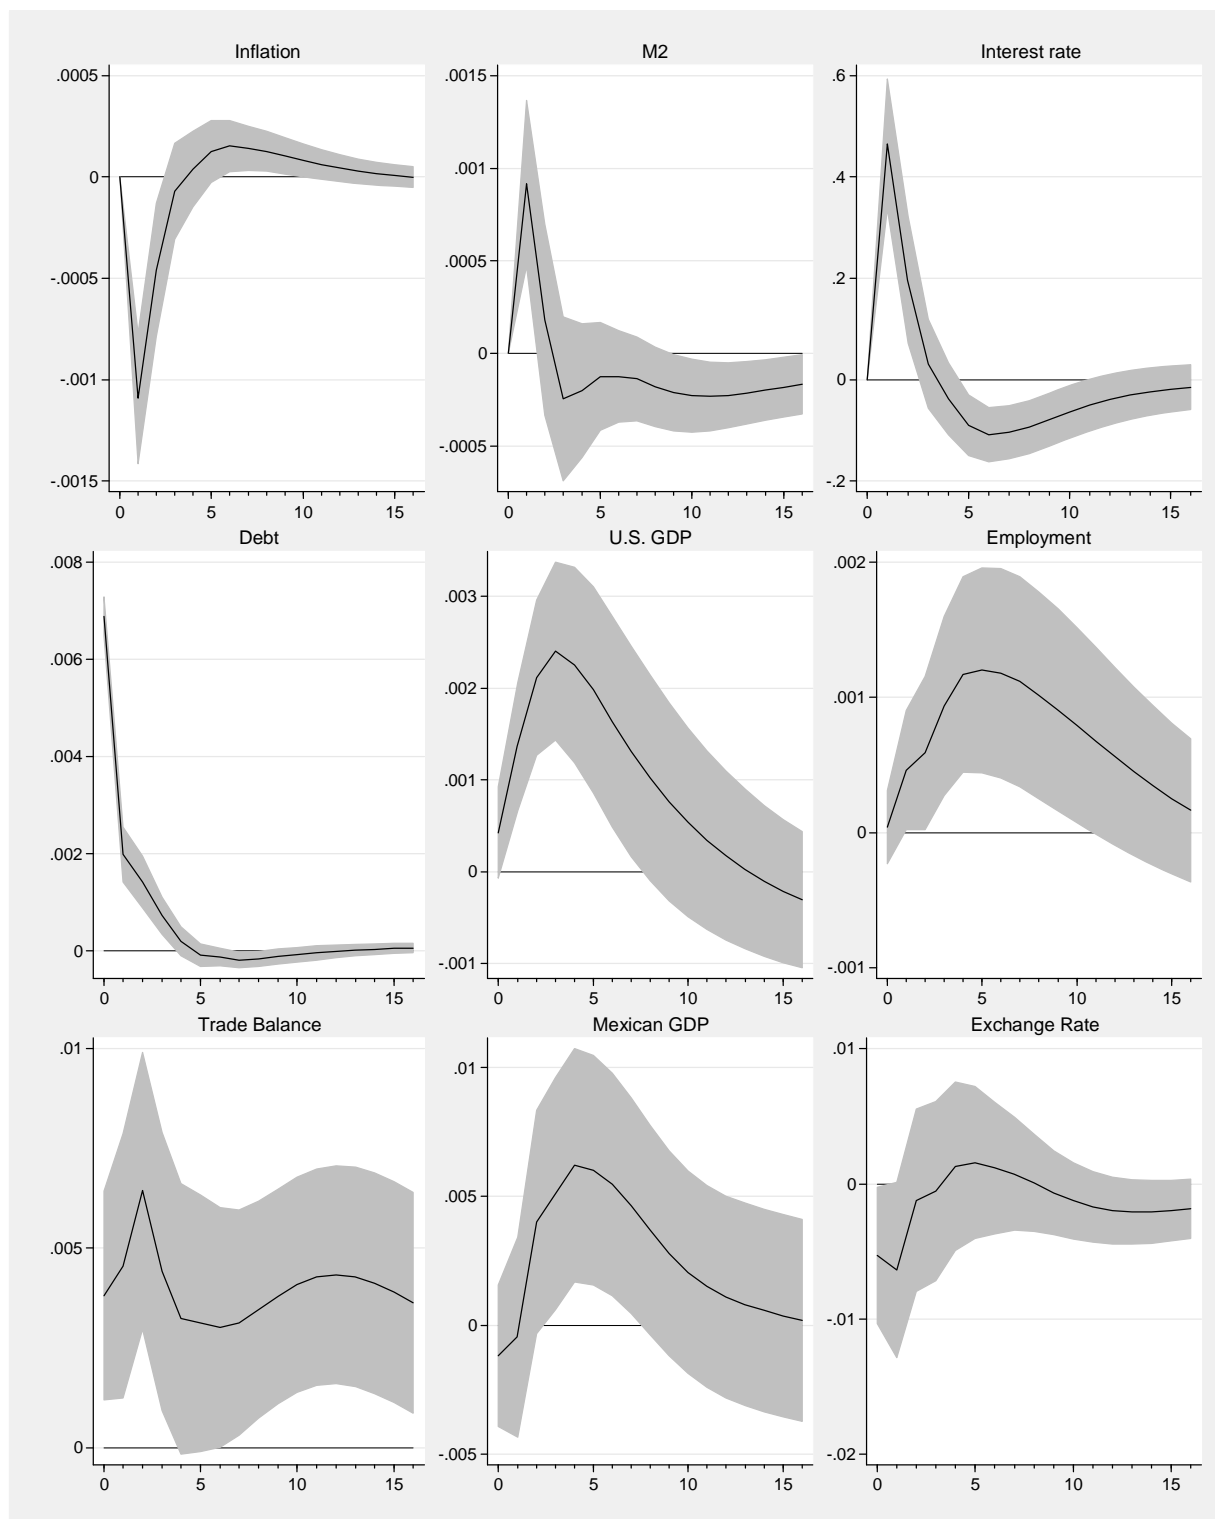 Inflation
.0005
0
-.0005
-.001
-.0015
0 5 10 15
M2
.0015
.001
.0005
0
-.0005
0 5 10 15
Interest rate
.6
.4
.2
0
-.2
0 5 10 15
Debt
.008
.006
.004
.002
0
0 5 10 15
U.S. GDP
.003
.002
.001
0
-.001
0 5 10 15
Employment
.002
.001
0
-.001
0 5 10 15
Trade Balance
.01
.005
0
0 5 10 15
Mexican GDP
.01
.005
0
-.005
0 5 10 15
Exchange Rate
.01
0
-.01
-.02
0 5 10 15